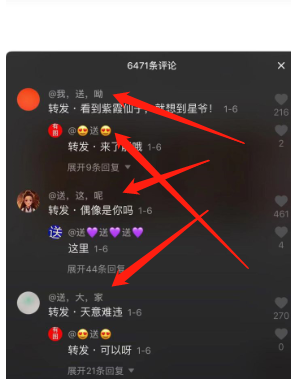 6471条评论
@我，送，呦
转发 · 看到紫霞仙子，就想到星爷！ 1-6
216
@😍送😍
转发 · 来了 哦 1-6
2
展开9条回复
@送，这，呢
转发 · 偶像是你吗 1-6
461
送 @送💜送💜送💜
这里 1-6
4
展开44条回复
@送，大，家
转发 · 天意难违 1-6
270
@😍送😍
转发 · 可以呀 1-6
0
展开21条回复